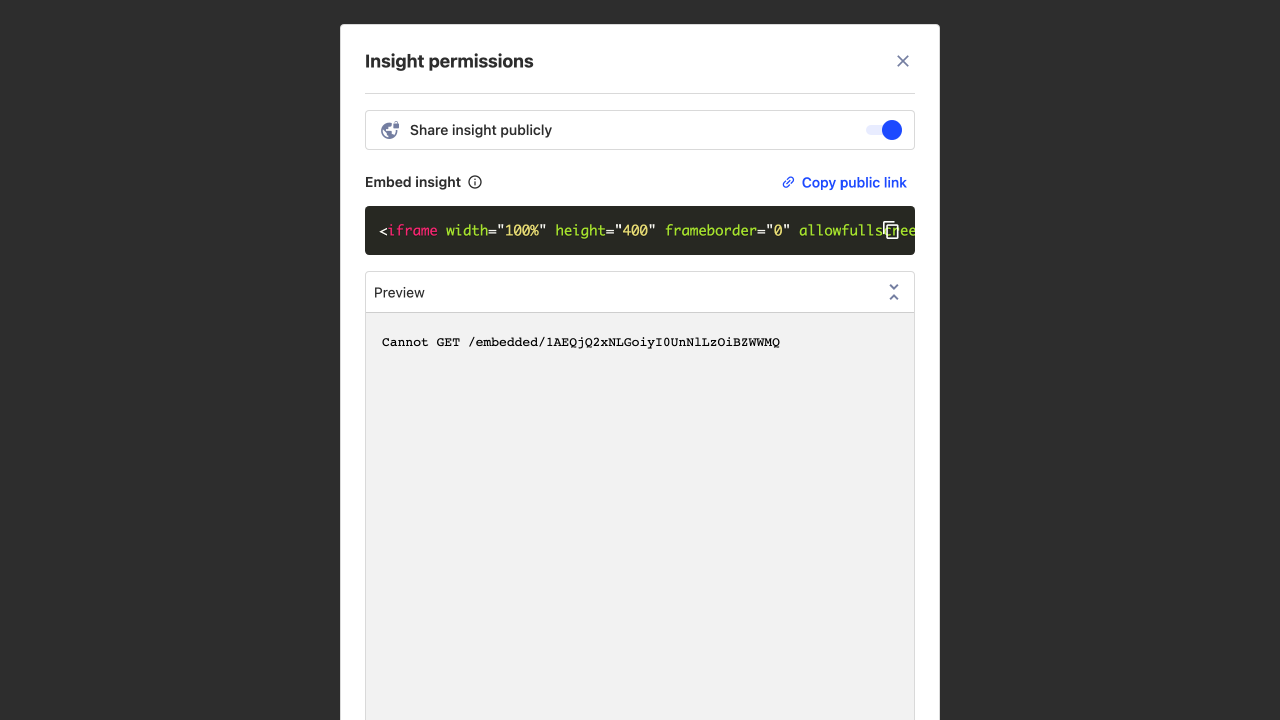 Insight permissions
Share insight publicly
Embed insight
Copy public link
<iframe width="100%" height="400" frameborder="0" allowfullscree
Preview
Cannot GET /embedded/1AEQjQ2xNLGoiyI0UnNlLzOiBZWWMQ